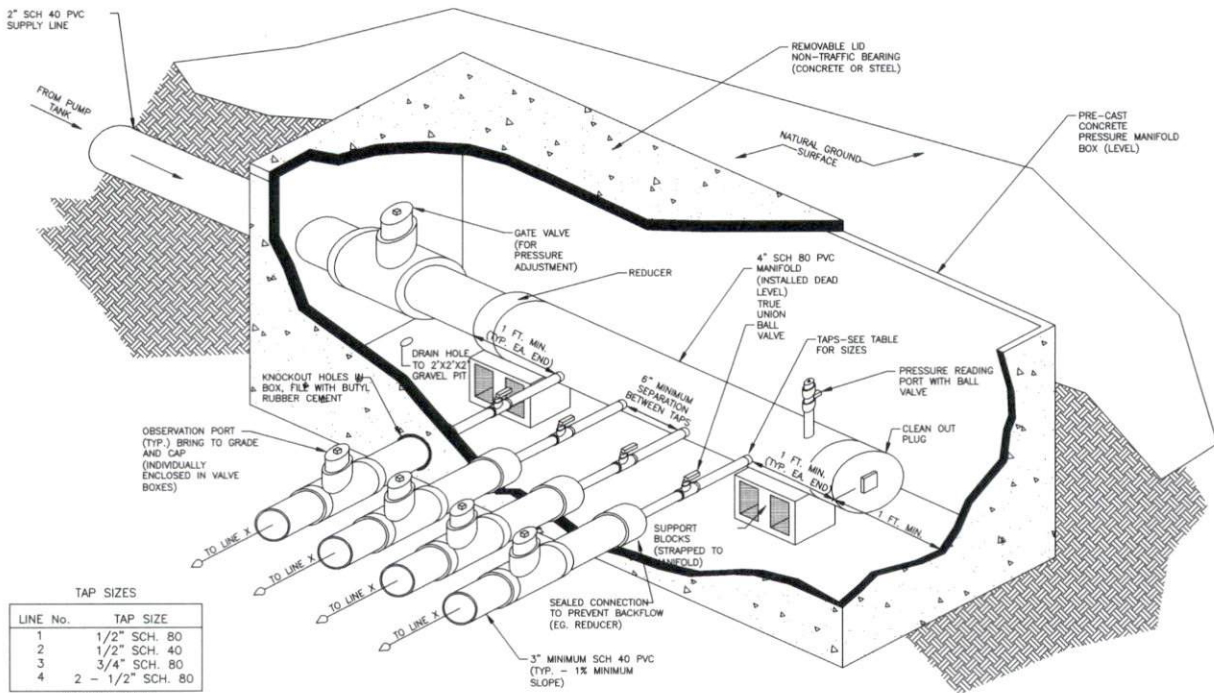 2" SCH 40 PVC
SUPPLY LINE
FROM PUMP
TANK
REMOVABLE LID
NON-TRAFFIC BEARING
(CONCRETE OR STEEL)
NATURAL GROUND
SURFACE
PRE-CAST
CONCRETE
PRESSURE MANIFOLD
BOX (LEVEL)
GATE VALVE
(FOR
PRESSURE
ADJUSTMENT)
REDUCER
4" SCH 80 PVC
MANIFOLD
(INSTALLED DEAD
LEVEL)
TRUE
UNION
BALL
VALVE
TAPS-SEE TABLE
FOR SIZES
1 FT. MIN.
(TYP. EA. END)
DRAIN HOLE
TO 2'X2'X2'
GRAVEL PIT
KNOCKOUT HOLES IN
BOX, FILL WITH BUTYL
RUBBER CEMENT
6" MINIMUM
SEPARATION
BETWEEN TAPS
PRESSURE READING
PORT WITH BALL
VALVE
CLEAN OUT
PLUG
OBSERVATION PORT
(TYP.) BRING TO GRADE
AND CAP
(INDIVIDUALLY
ENCLOSED IN VALVE
BOXES)
1 FT. MIN.
(TYP. EA. END)
1 FT. MIN.
SUPPORT
BLOCKS
(STRAPPED TO
MANIFOLD)
TO LINE X
TO LINE X
TO LINE X
TO LINE X
SEALED CONNECTION
TO PREVENT BACKFLOW
(EG. REDUCER)
3" MINIMUM SCH 40 PVC
(TYP. - 1% MINIMUM
SLOPE)
TAP SIZES
LINE No. TAP SIZE
1 1/2" SCH. 80
2 1/2" SCH. 40
3 3/4" SCH. 80
4 2 - 1/2" SCH. 80